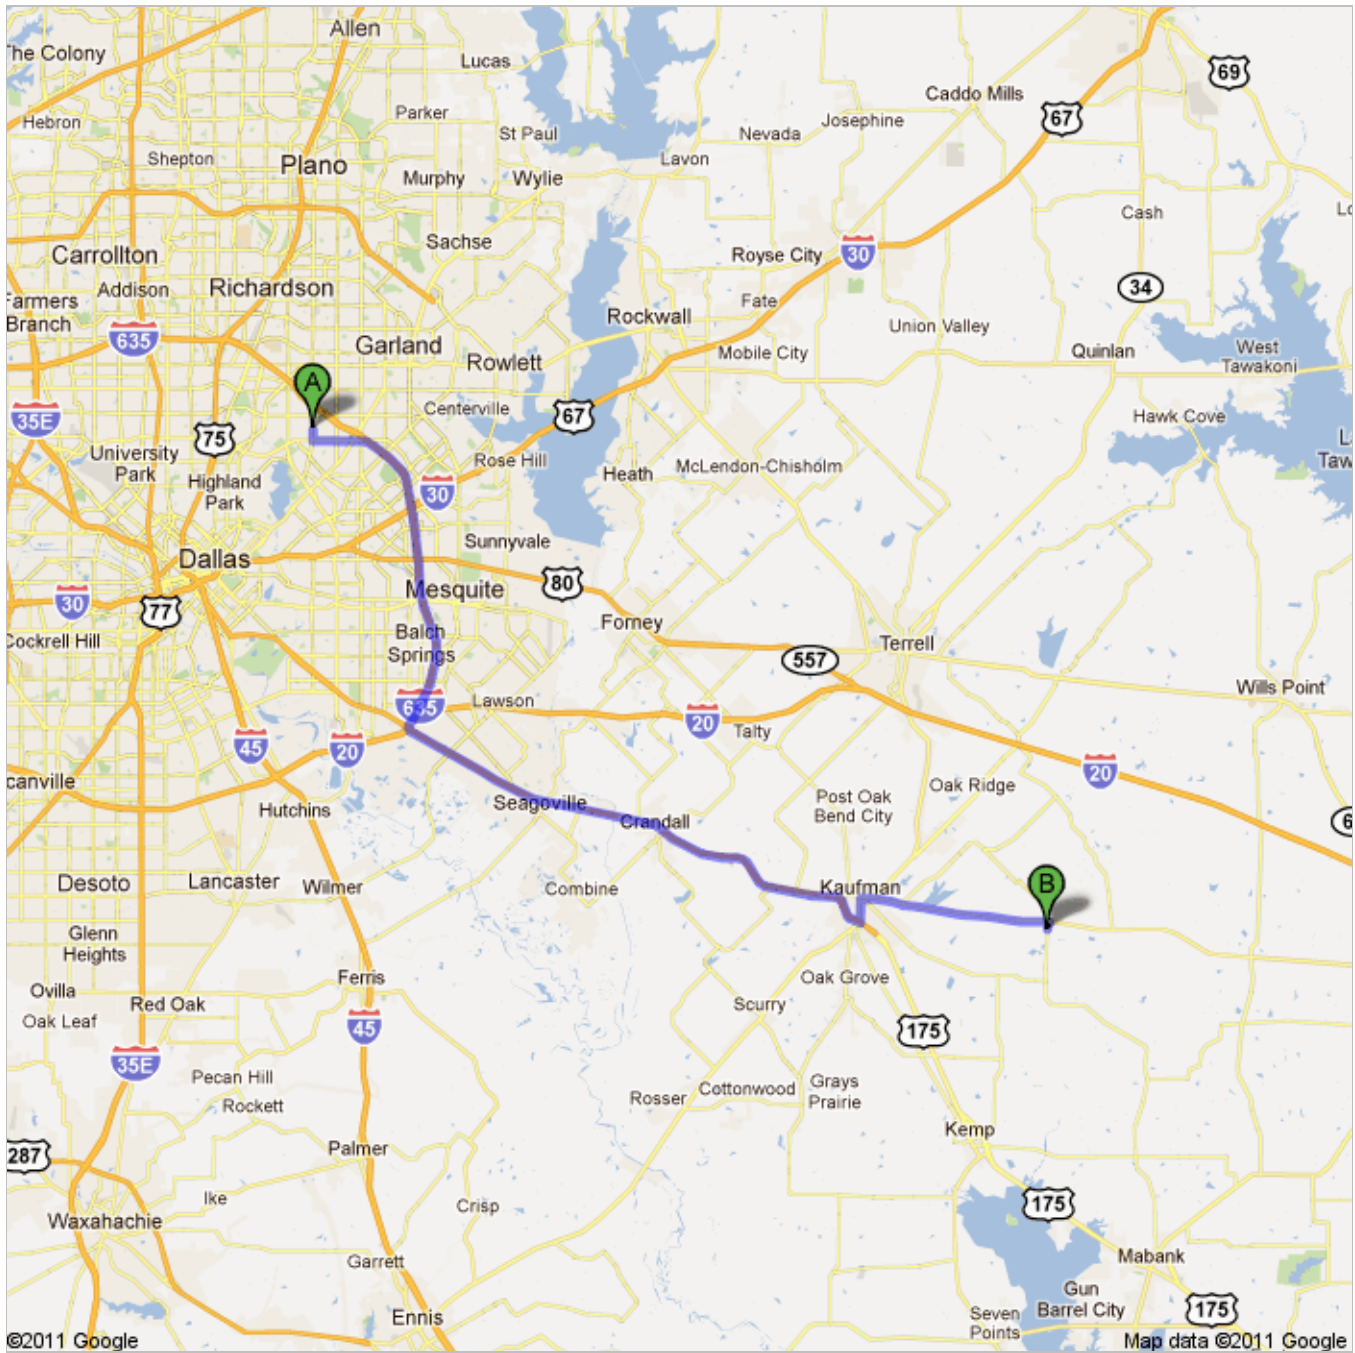 Allen
The Colony
Lucas
69
Caddo Mills
Parker
67
Josephine
Hebron
St Paul
Nevada
Shepton
Plano
Lavon
Murphy
Wylie
Cash
Sachse
Carrollton
Royse City
30
Addison
Richardson
34
Farmers
Branch
Fate
Rockwall
Union Valley
635
Garland
Rowlett
Mobile City
Quinlan
West
Tawakoni
A
Centerville
67
Hawk Cove
35E
75
University
Park
Rose Hill
Heath
McLendon-Chisholm
Highland
Park
30
Sunnyvale
Dallas
80
Mesquite
30
77
Forney
Cockrell Hill
Balch
Springs
Terrell
557
Wills Point
635
Lawson
20
Talty
45
20
20
Oak Ridge
Hutchins
Seagoville
Post Oak
Bend City
Crandall
Desoto
Lancaster
Wilmer
Combine
Kaufman
B
Glenn
Heights
Ferris
Oak Grove
Ovilla
Red Oak
Scurry
Oak Leaf
45
175
35E
Pecan Hill
Cottonwood
Grays
Prairie
Rosser
Rockett
Kemp
Palmer
287
Ike
Crisp
175
Waxahachie
Mabank
Garrett
Gun
Barrel City
175
Ennis
Seven
Points
©2011 Google
Map data ©2011 Google